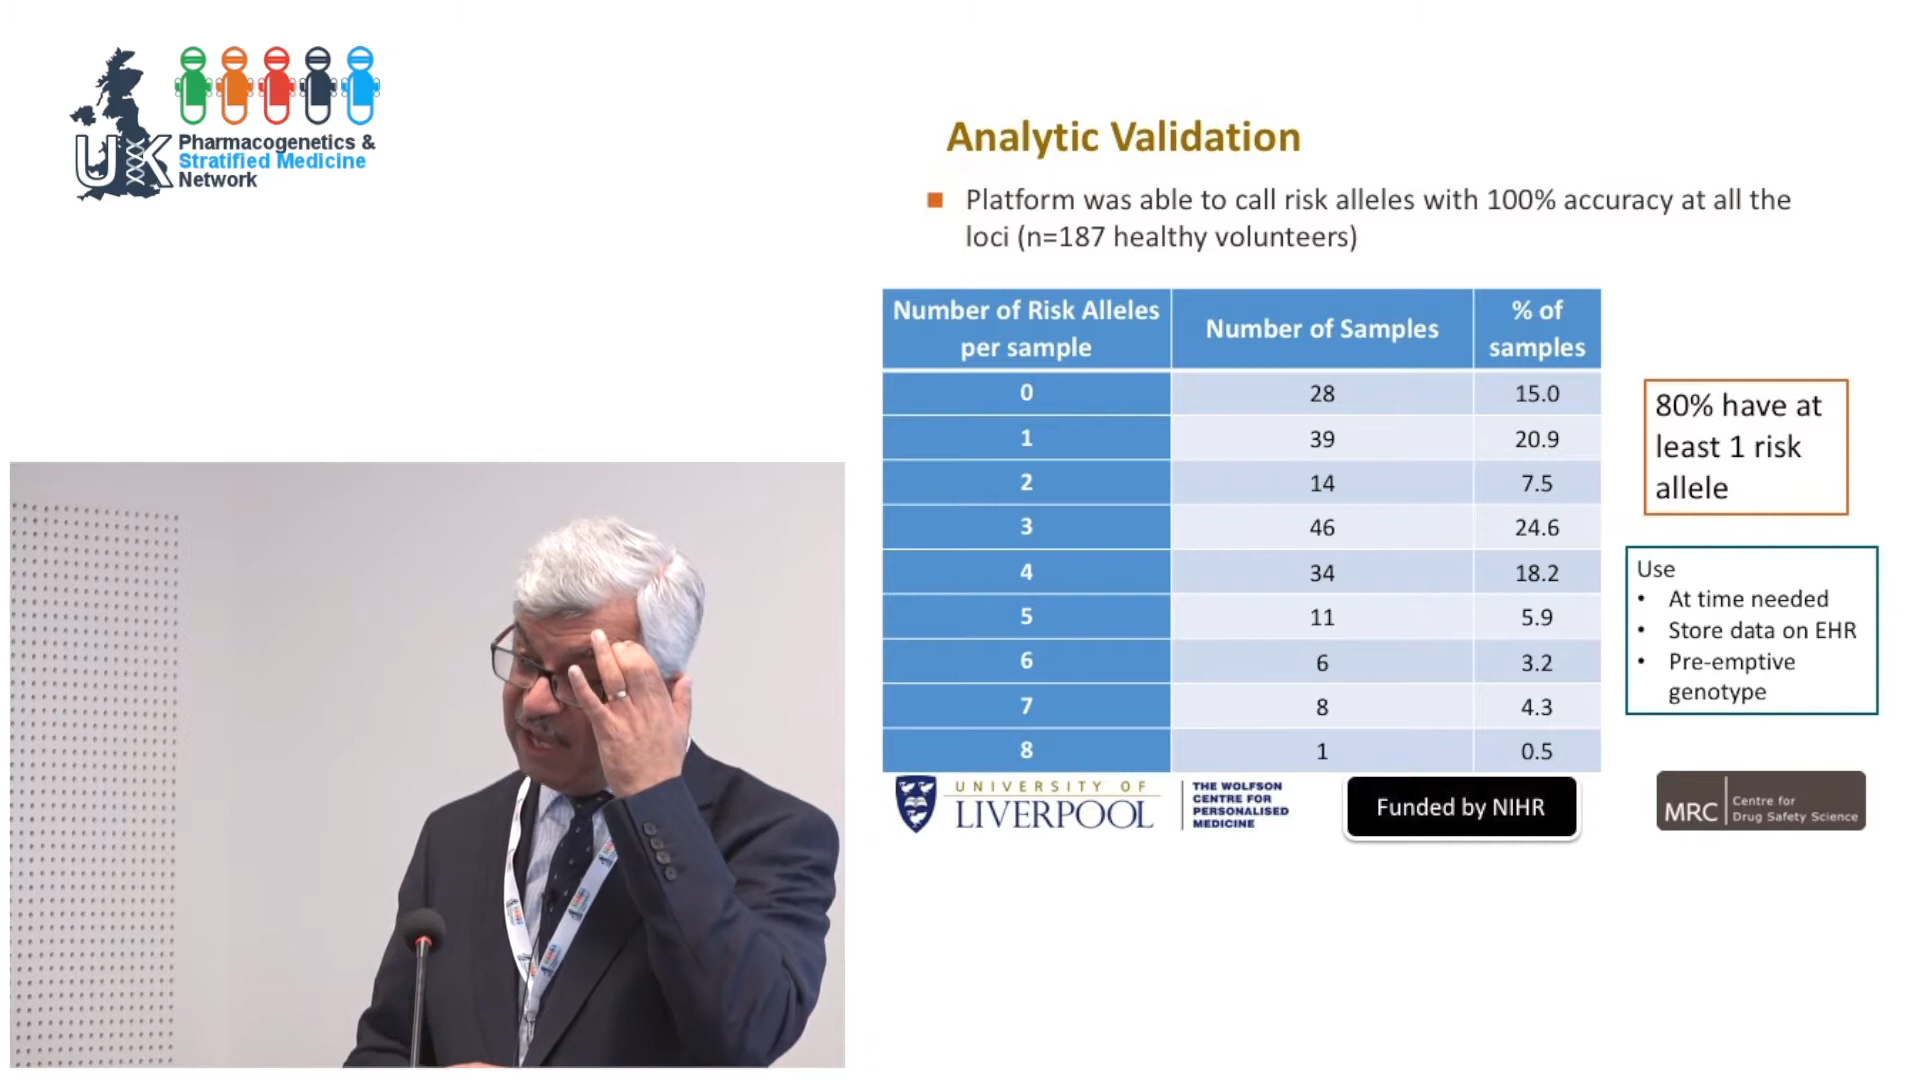 UK
Pharmacogenetics &
Stratified Medicine
Network
Analytic Validation
Platform was able to call risk alleles with 100% accuracy at all the
loci (n=187 healthy volunteers)
Number of Risk Alleles
per sample
Number of Samples
% of
samples
0 28 15.0
1 39 20.9
2 14 7.5
3 46 24.6
4 34 18.2
5 11 5.9
6 6 3.2
7 8 4.3
8 1 0.5
80% have at
least 1 risk
allele
Use
• At time needed
• Store data on EHR
• Pre-emptive
genotype
UNIVERSITY OF
LIVERPOOL
THE WOLFSON
CENTRE FOR
PERSONALISED
MEDICINE
Funded by NIHR
MRC
Centre for
Drug Safety Science